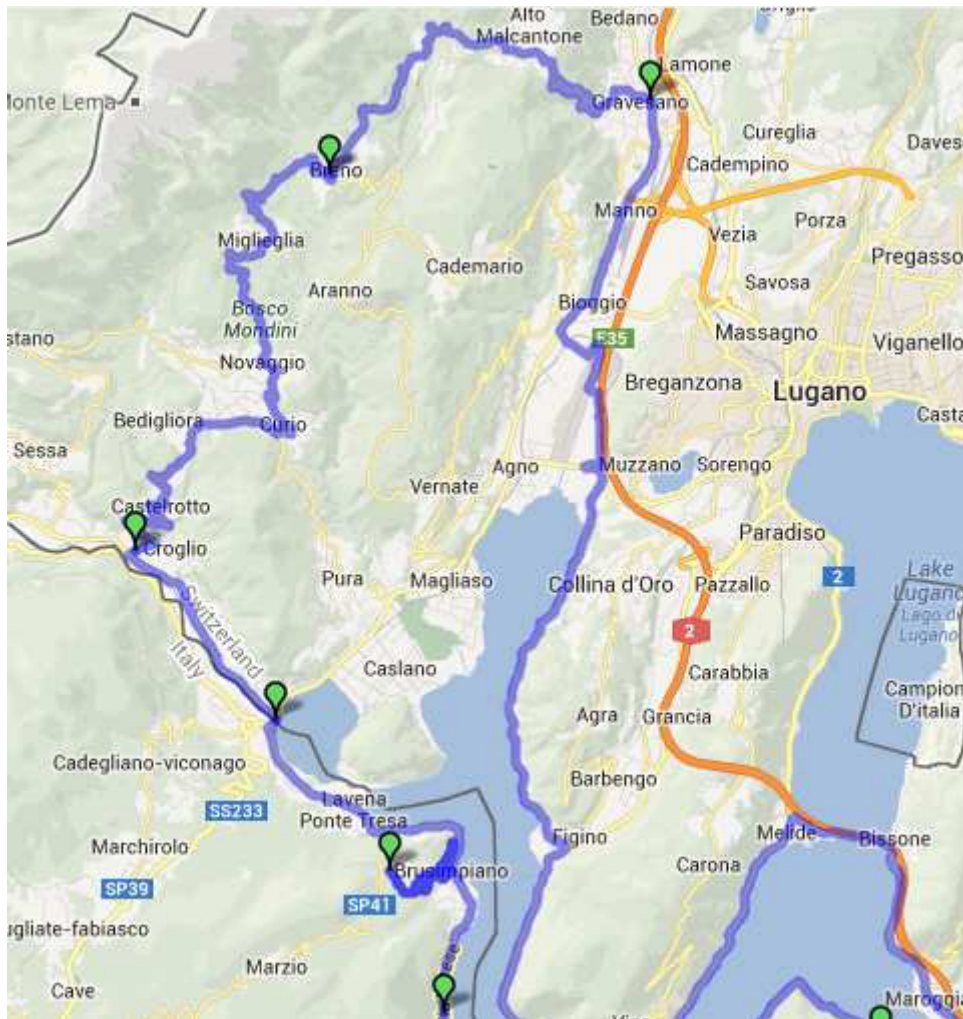 Alto
Malcantone
Bedano
Lamone
Monte Lema
Gravesano
Cureglia
Davesc
Breno
Cadempino
Manno
Porza
Miglieglia
Vezia
Cademario
Pregasso
Aranno
Savosa
Bosco
Mondini
Bioggio
Massagno
stano
E35
Viganello
Novaggio
Breganzona
Lugano
Bedigliora
Curio
Casta
Sessa
Agno
Muzzano
Sorengo
Vernate
Castelrotto
Paradiso
Croglio
Pura
Magliaso
Collina d'Oro
Pazzallo
2
Lake
Lugano
Lago di
Lugano
Switzerland
Italy
2
Caslano
Carabbia
Campion
D'italia
Agra
Grancia
Cadegliano-viconago
Barbengo
Lavena
Ponte Tresa
SS233
Figino
Melide
Bissone
Marchirolo
Carona
Brusimpiano
SP39
SP41
ugliate-fabiasco
Marzio
ese
Cave
Maroggia